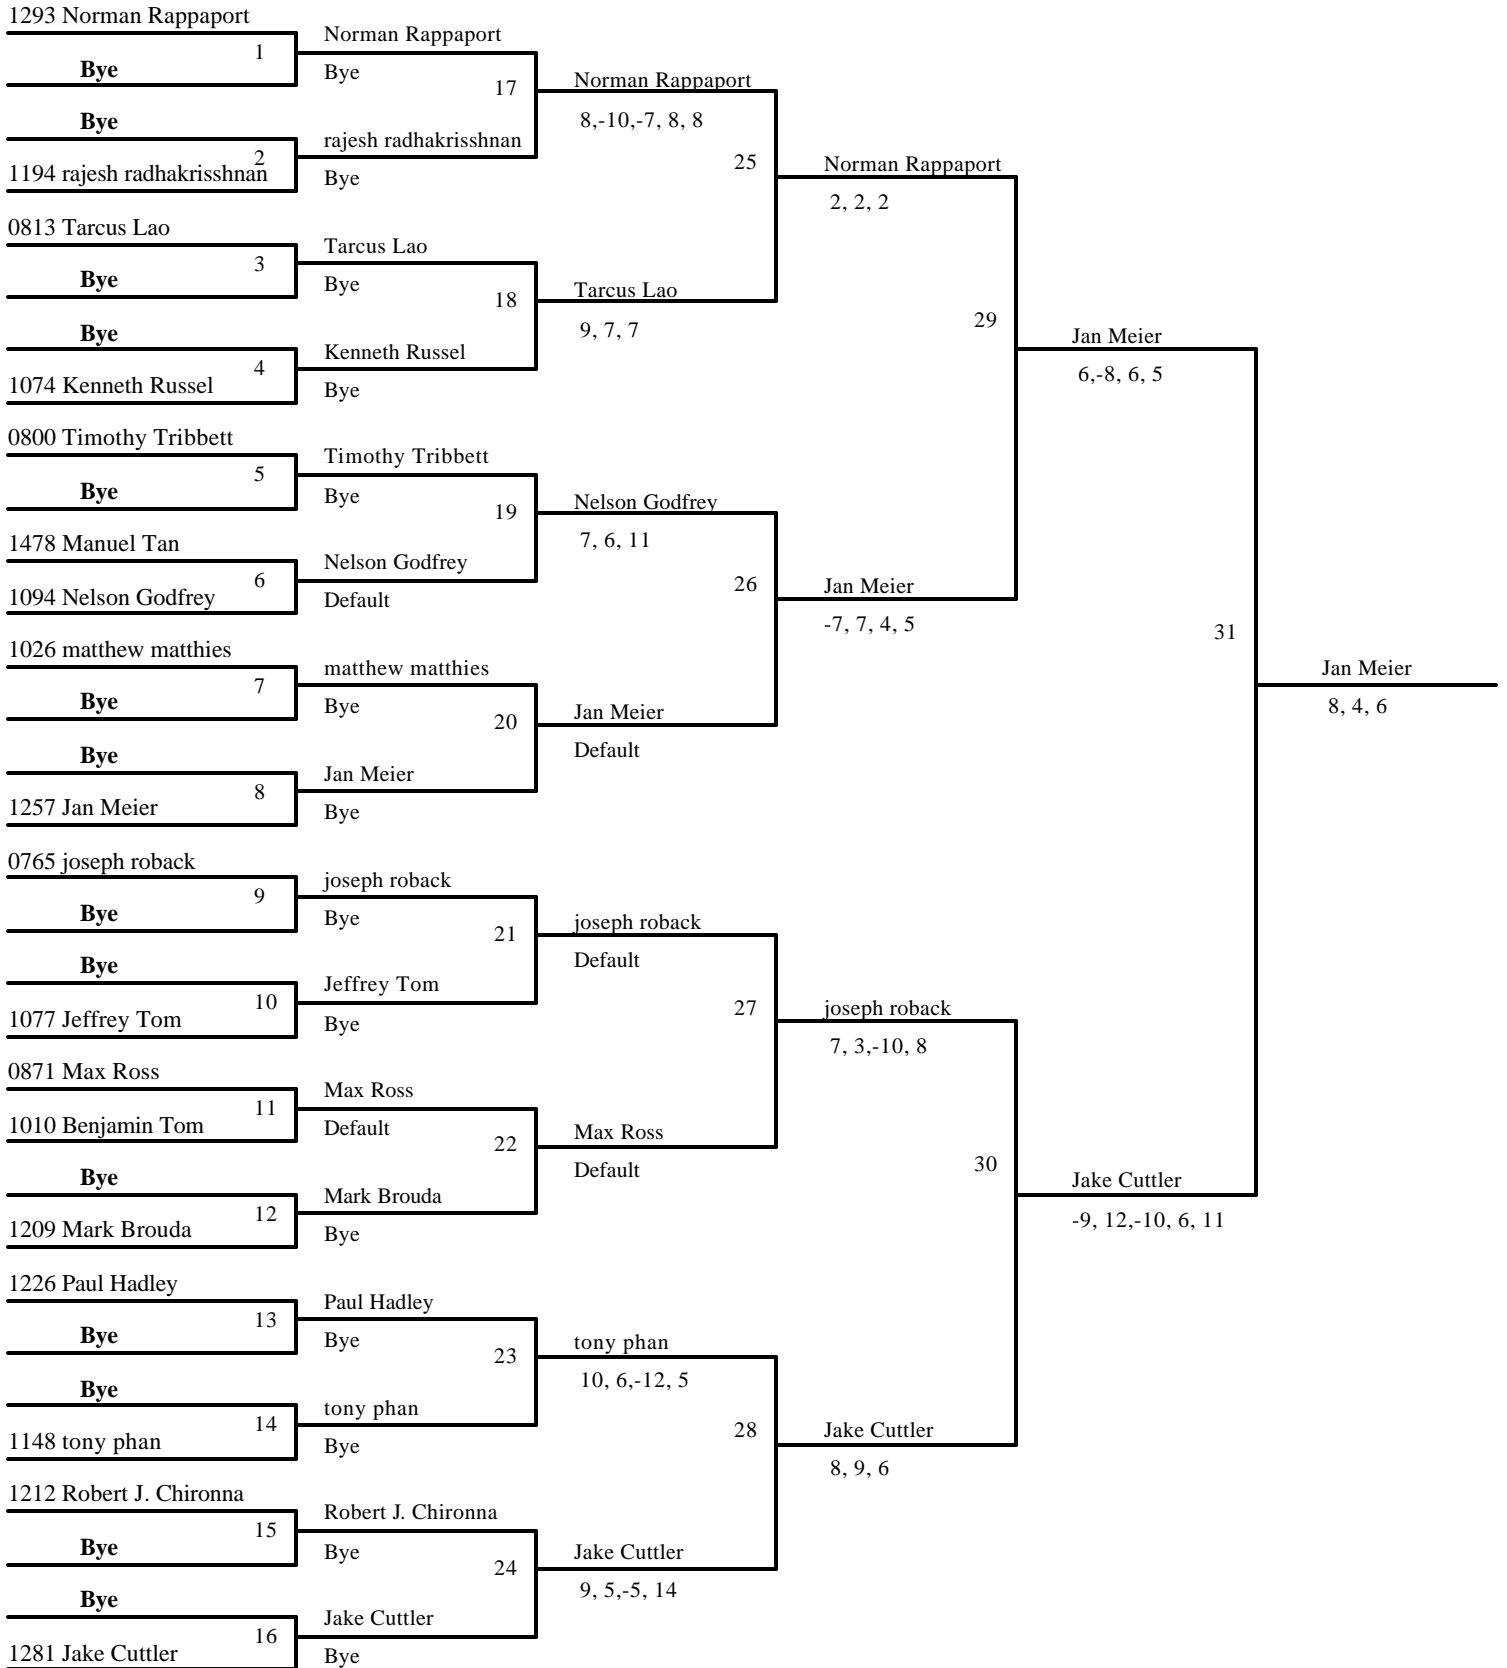 1293 Norman Rappaport
1
Bye
Bye
2
1194 rajesh radhakrisshnan
0813 Tarcus Lao
3
Bye
Bye
4
1074 Kenneth Russel
0800 Timothy Tribbett
5
Bye
1478 Manuel Tan
6
1094 Nelson Godfrey
1026 matthew matthies
7
Bye
Bye
8
1257 Jan Meier
0765 joseph roback
9
Bye
Bye
10
1077 Jeffrey Tom
0871 Max Ross
11
1010 Benjamin Tom
Bye
12
1209 Mark Brouda
1226 Paul Hadley
13
Bye
Bye
14
1148 tony phan
1212 Robert J. Chironna
15
Bye
Bye
16
1281 Jake Cuttler
Norman Rappaport
Bye
17
rajesh radhakrisshnan
Bye
Tarcus Lao
Bye
18
Kenneth Russel
Bye
Timothy Tribbett
Bye
19
Nelson Godfrey
Default
matthew matthies
Bye
20
Jan Meier
Bye
joseph roback
Bye
21
Jeffrey Tom
Bye
Max Ross
Default
22
Mark Brouda
Bye
Paul Hadley
Bye
23
tony phan
Bye
Robert J. Chironna
Bye
24
Jake Cuttler
Bye
Norman Rappaport
8,-10,-7, 8, 8
25
Tarcus Lao
9, 7, 7
Nelson Godfrey
7, 6, 11
26
Jan Meier
Default
joseph roback
Default
27
Max Ross
Default
tony phan
10, 6,-12, 5
28
Jake Cuttler
9, 5,-5, 14
Norman Rappaport
2, 2, 2
29
Jan Meier
-7, 7, 4, 5
joseph roback
7, 3,-10, 8
30
Jake Cuttler
8, 9, 6
Jan Meier
6,-8, 6, 5
31
Jake Cuttler
-9, 12,-10, 6, 11
Jan Meier
8, 4, 6